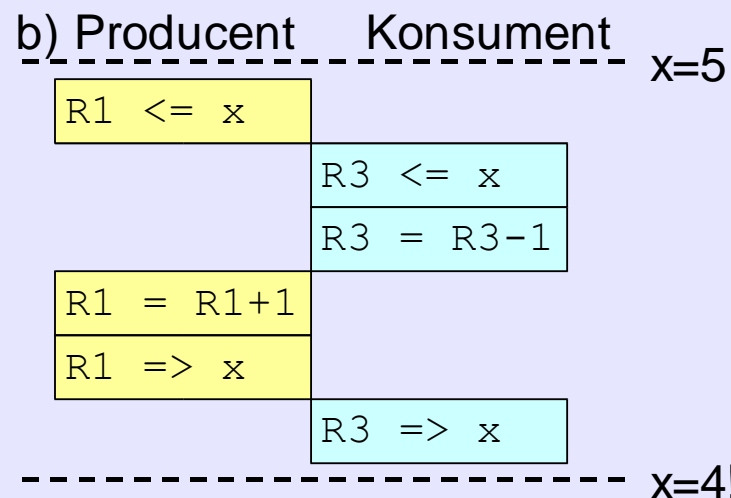 b) Producent Konsument
x=5
R1 <= x
R3 <= x
R3 = R3-1
R1 = R1+1
R1 => x
R3 => x
x=4!